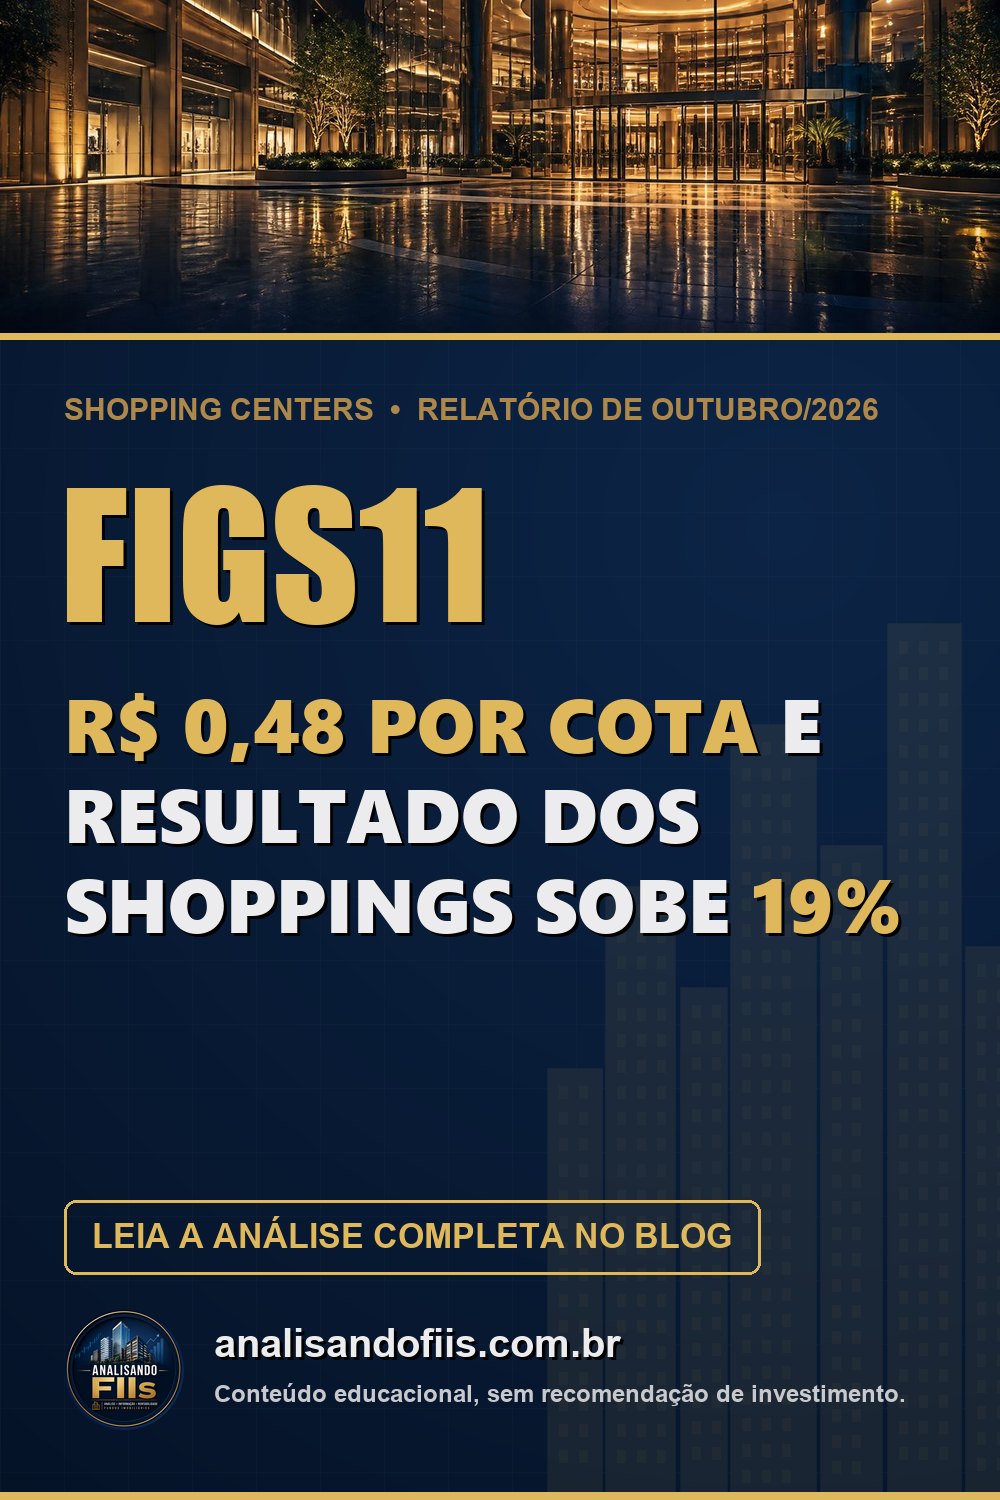 SHOPPING CENTERS • RELATÓRIO DE OUTUBRO/2026
FIGS11
R$ 0,48 POR COTA E
RESULTADO DOS
SHOPPINGS SOBE 19%
LEIA A ANÁLISE COMPLETA NO BLOG
ANALISANDO
FIIs
analisandofiis.com.br
Conteúdo educacional, sem recomendação de investimento.